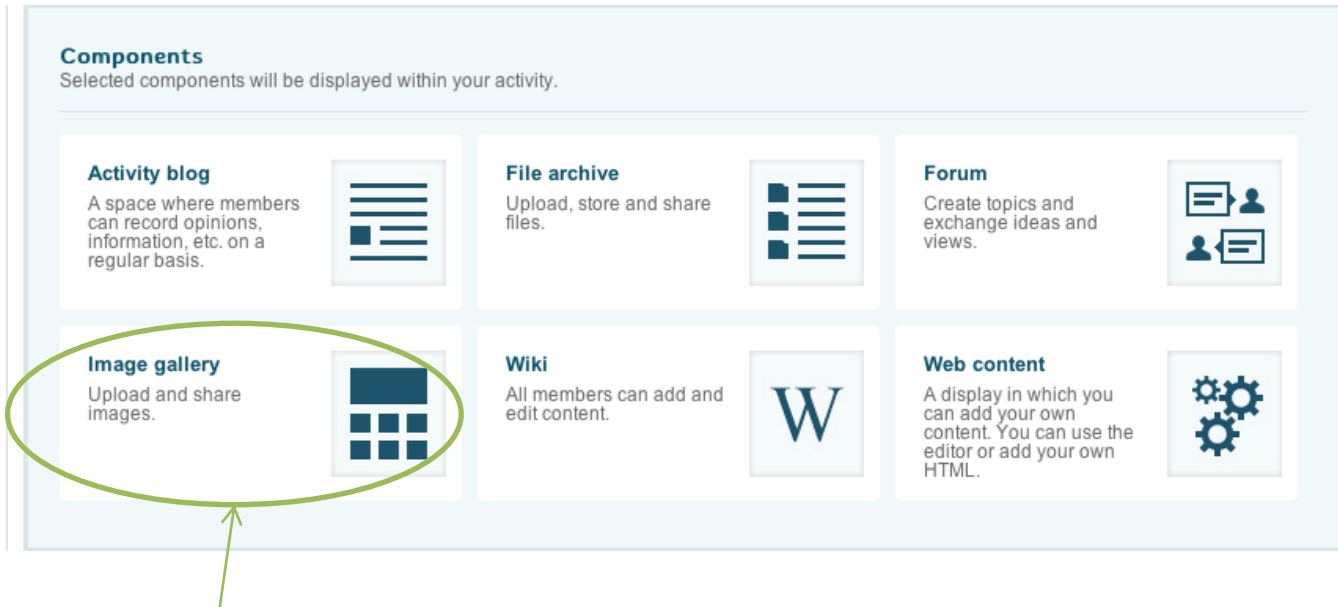 Components
Selected components will be displayed within your activity.
Activity blog
A space where members
can record opinions,
information, etc. on a
regular basis.
File archive
Upload, store and share
files.
Forum
Create topics and
exchange ideas and
views.
Image gallery
Upload and share
images.
Wiki
All members can add and
edit content.
W
Web content
A display in which you
can add your own
content. You can use the
editor or add your own
HTML.